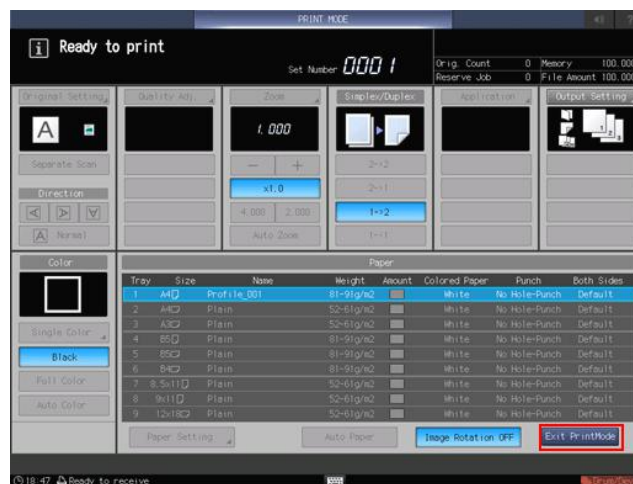 PRINT MODE
Ready to print
Set Number 0001
Orig. Count 0 Memory 100.00
Reserve Job 0 File Amount 100.00
Original Setting Quality Adj. Zoom Simplex/Duplex Application Output Setting
A 1.000 1 2 3
Separate Scan - + 2->2
Direction x1.0 2->1
4.000 2.000 1->2
A Normal Auto Zoom 1->1
Color
Single Color
Black
Full Color
Auto Color
Paper
Tray Size Name Weight Amount Colored Paper Punch Both Sides
1 A4 Profile_001 81-91g/m2 White No Hole-Punch Default
2 A4 Plain 52-61g/m2 White No Hole-Punch Default
3 A3 Plain 52-61g/m2 White No Hole-Punch Default
4 B5 Plain 81-91g/m2 White No Hole-Punch Default
5 B5 Plain 81-91g/m2 White No Hole-Punch Default
6 B4 Plain 81-91g/m2 White No Hole-Punch Default
7 8.5x11 Plain 52-61g/m2 White No Hole-Punch Default
8 9x11 Plain 52-61g/m2 White No Hole-Punch Default
9 12x18 Plain 52-61g/m2 White No Hole-Punch Default
Paper Setting Auto Paper Image Rotation OFF Exit PrintMode
18:47 Ready to receive Drum/Dev